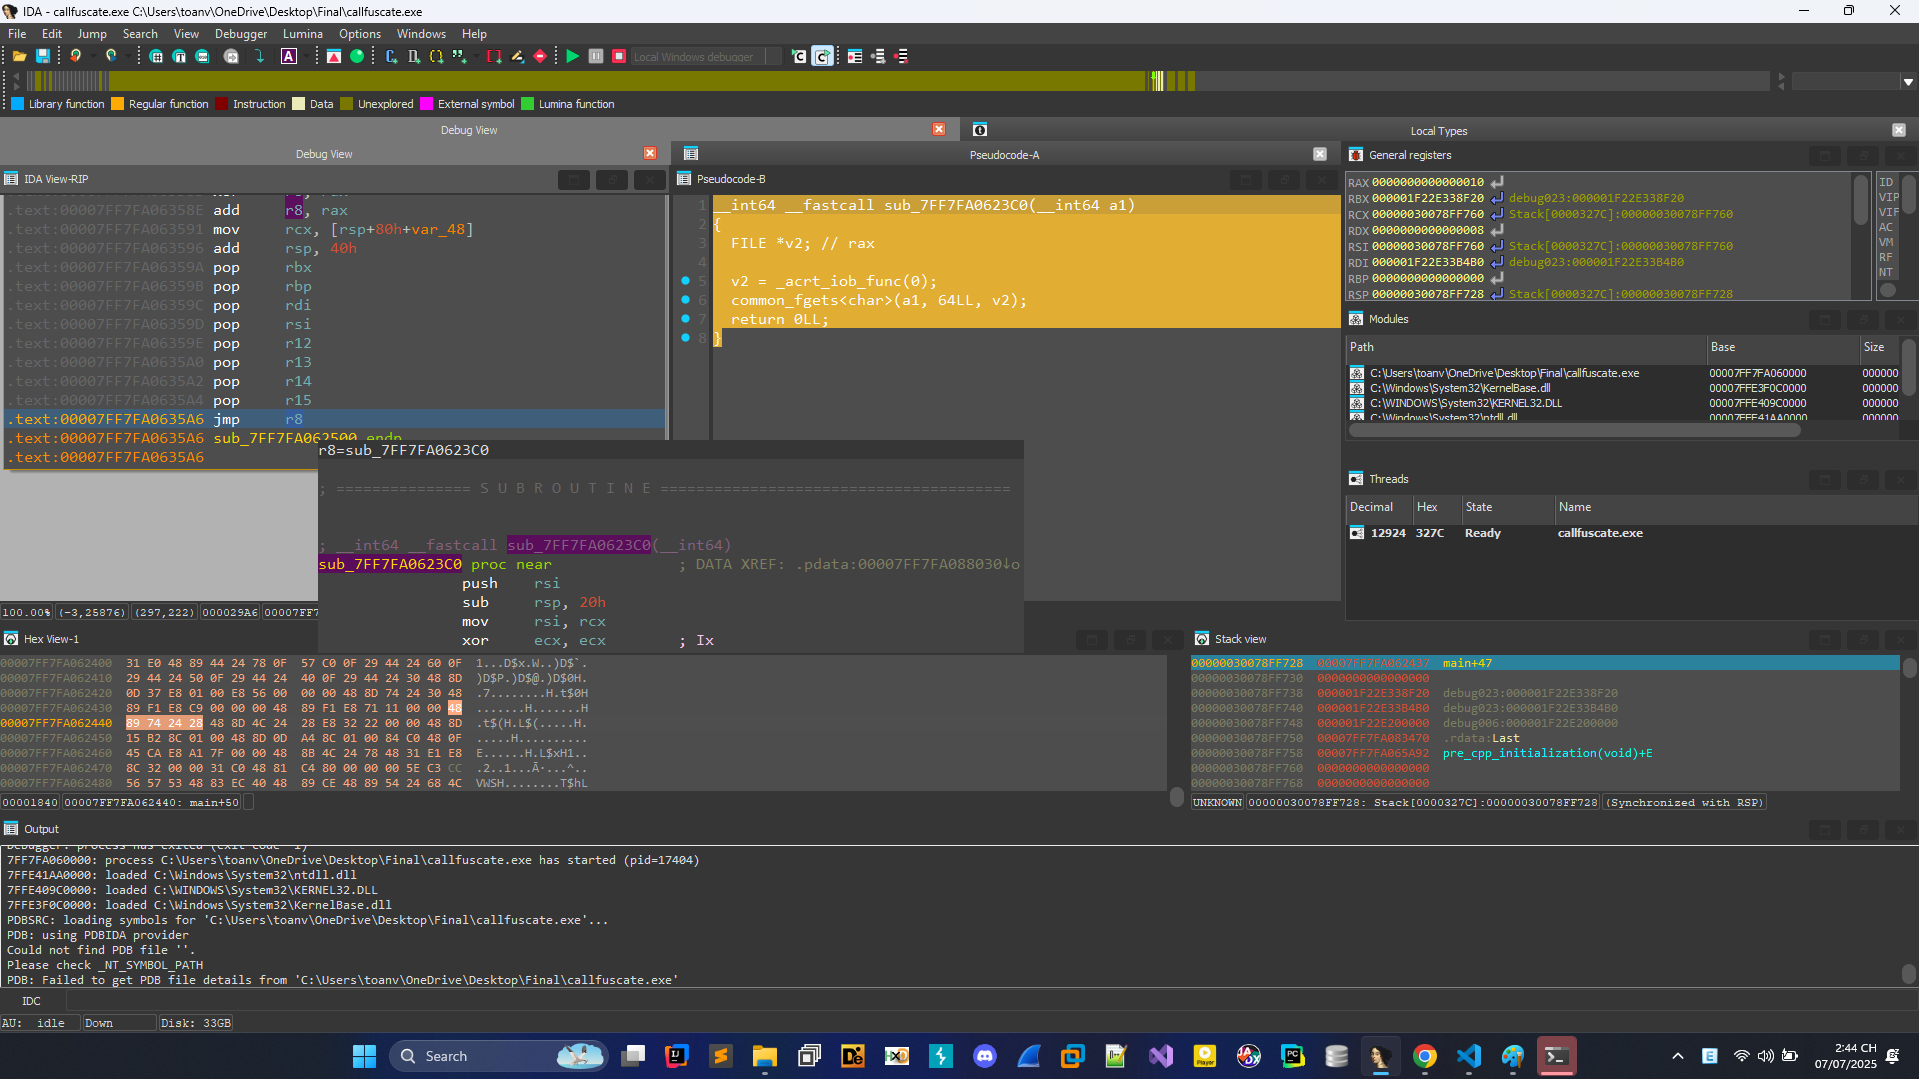 IDA - callfuscate.exe C:\Users\toanv\OneDrive\Desktop\Final\callfuscate.exe
File Edit Jump Search View Debugger Lumina Options Windows Help
Local Windows debugger
Library function Regular function Instruction Data Unexplored External symbol Lumina function
Debug View
Local Types
Debug View
Pseudocode-A
IDA View-RIP
Pseudocode-B
.text:00007FF7FA06358E add r8, rax
.text:00007FF7FA063591 mov rcx, [rsp+80h+var_48]
.text:00007FF7FA063596 add rsp, 40h
.text:00007FF7FA06359A pop rbx
.text:00007FF7FA06359B pop rbp
.text:00007FF7FA06359C pop rdi
.text:00007FF7FA06359D pop rsi
.text:00007FF7FA06359E pop r12
.text:00007FF7FA0635A0 pop r13
.text:00007FF7FA0635A2 pop r14
.text:00007FF7FA0635A4 pop r15
.text:00007FF7FA0635A6 jmp r8
.text:00007FF7FA0635A6 sub_7FF7FA062500 endp
.text:00007FF7FA0635A6
1 __int64 __fastcall sub_7FF7FA0623C0(__int64 a1)
2 {
3 FILE *v2; // rax
4
5 v2 = _acrt_iob_func(0);
6 common_fgets<char>(a1, 64LL, v2);
7 return 0LL;
8 }
r8=sub_7FF7FA0623C0
; =============== S U B R O U T I N E =======================================
; __int64 __fastcall sub_7FF7FA0623C0(__int64)
sub_7FF7FA0623C0 proc near ; DATA XREF: .pdata:00007FF7FA088030↓o
push rsi
sub rsp, 20h
mov rsi, rcx
xor ecx, ecx ; Ix
100.00% (-3,25876) (297,222) 000029A6 00007FF7
General registers
RAX 0000000000000010
RBX 000001F22E338F20 debug023:000001F22E338F20
RCX 00000030078FF760 Stack[0000327C]:00000030078FF760
RDX 0000000000000008
RSI 00000030078FF760 Stack[0000327C]:00000030078FF760
RDI 000001F22E33B4B0 debug023:000001F22E33B4B0
RBP 0000000000000000
RSP 00000030078FF728 Stack[0000327C]:00000030078FF728
ID
VIP
VIF
AC
VM
RF
NT
Modules
Path Base Size
C:\Users\toanv\OneDrive\Desktop\Final\callfuscate.exe 00007FF7FA060000 000000
C:\Windows\System32\KernelBase.dll 00007FFE3F0C0000 000000
C:\WINDOWS\System32\KERNEL32.DLL 00007FFE409C0000 000000
C:\Windows\System32\ntdll.dll 00007FFE41AA0000 000000
Threads
Decimal Hex State Name
12924 327C Ready callfuscate.exe
Hex View-1
00007FF7FA062400 31 E0 48 89 44 24 78 0F 57 C0 0F 29 44 24 60 0F 1...D$x.W..)D$`.
00007FF7FA062410 29 44 24 50 0F 29 44 24 40 0F 29 44 24 30 48 8D )D$P.)D$@.)D$0H.
00007FF7FA062420 0D 37 E8 01 00 E8 56 00 00 00 48 8D 74 24 30 48 .7........H.t$0H
00007FF7FA062430 89 F1 E8 C9 00 00 00 48 89 F1 E8 71 11 00 00 48 .......H.......H
00007FF7FA062440 89 74 24 28 48 8D 4C 24 28 E8 32 22 00 00 48 8D .t$(H.L$(.....H.
00007FF7FA062450 15 B2 8C 01 00 48 8D 0D A4 8C 01 00 84 C0 48 0F .....H..........
00007FF7FA062460 45 CA E8 A1 7F 00 00 48 8B 4C 24 78 48 31 E1 E8 E......H.L$xH1..
00007FF7FA062470 8C 32 00 00 31 C0 48 81 C4 80 00 00 00 5E C3 CC .2..1...Ä·...^..
00007FF7FA062480 56 57 53 48 83 EC 40 48 89 CE 48 89 54 24 68 4C VWSH........T$hL
00001840 00007FF7FA062440: main+50
Stack view
00000030078FF728 00007FF7FA062437 main+47
00000030078FF730 0000000000000000
00000030078FF738 000001F22E338F20 debug023:000001F22E338F20
00000030078FF740 000001F22E33B4B0 debug023:000001F22E33B4B0
00000030078FF748 000001F22E200000 debug006:000001F22E200000
00000030078FF750 00007FF7FA083470 .rdata:Last
00000030078FF758 00007FF7FA065A92 pre_cpp_initialization(void)+E
00000030078FF760 0000000000000000
00000030078FF768 0000000000000000
UNKNOWN 00000030078FF728: Stack[0000327C]:00000030078FF728 (Synchronized with RSP)
Output
Debugger: process has exited (exit code 1)
7FF7FA060000: process C:\Users\toanv\OneDrive\Desktop\Final\callfuscate.exe has started (pid=17404)
7FFE41AA0000: loaded C:\Windows\System32\ntdll.dll
7FFE409C0000: loaded C:\WINDOWS\System32\KERNEL32.DLL
7FFE3F0C0000: loaded C:\Windows\System32\KernelBase.dll
PDBSRC: loading symbols for 'C:\Users\toanv\OneDrive\Desktop\Final\callfuscate.exe'...
PDB: using PDBIDA provider
Could not find PDB file ''.
Please check _NT_SYMBOL_PATH
PDB: Failed to get PDB file details from 'C:\Users\toanv\OneDrive\Desktop\Final\callfuscate.exe'
IDC
AU: idle Down Disk: 33GB
Search
2:44 CH
07/07/2025